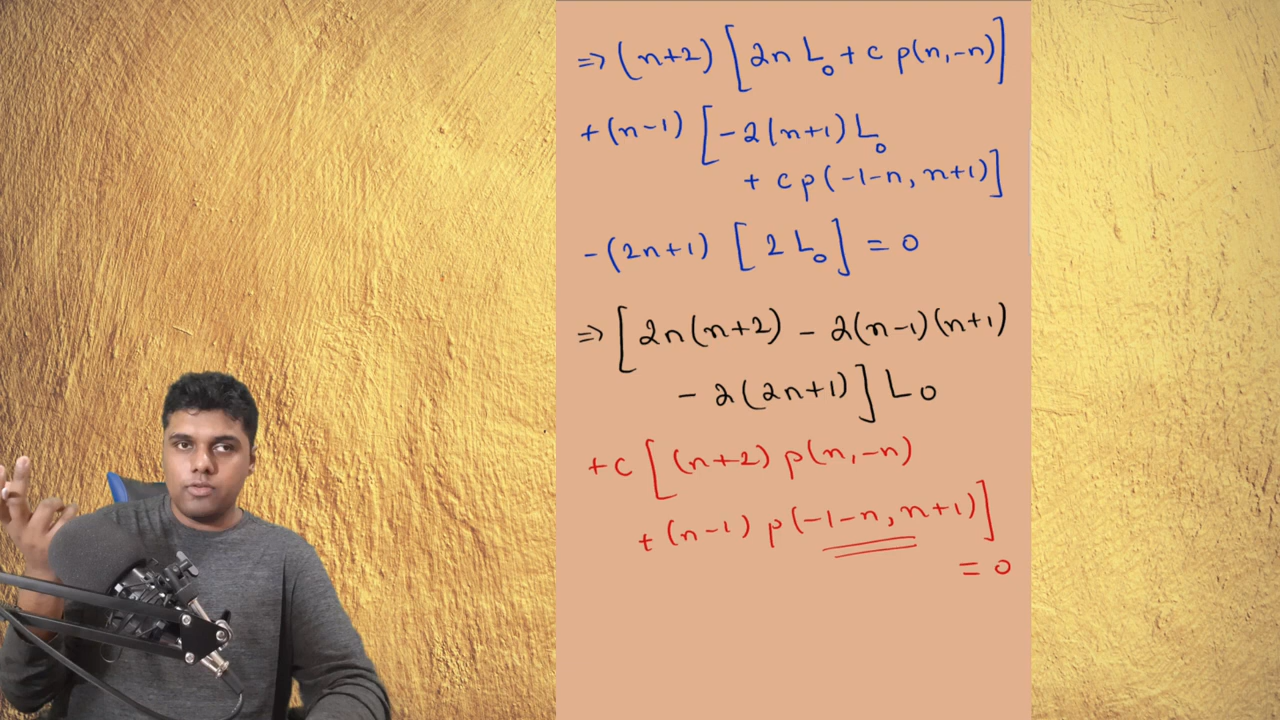 => (n+2) [2n L₀ + c p(n,-n)]
+(n-1) [-2(n+1) L₀
+ c p(-1-n, n+1)]
-(2n+1) [2 L₀] = 0
=> [2n(n+2) - 2(n-1)(n+1)
- 2(2n+1)] L₀
+c [(n+2) p(n,-n)
+ (n-1) p(-1-n, n+1)]
= 0